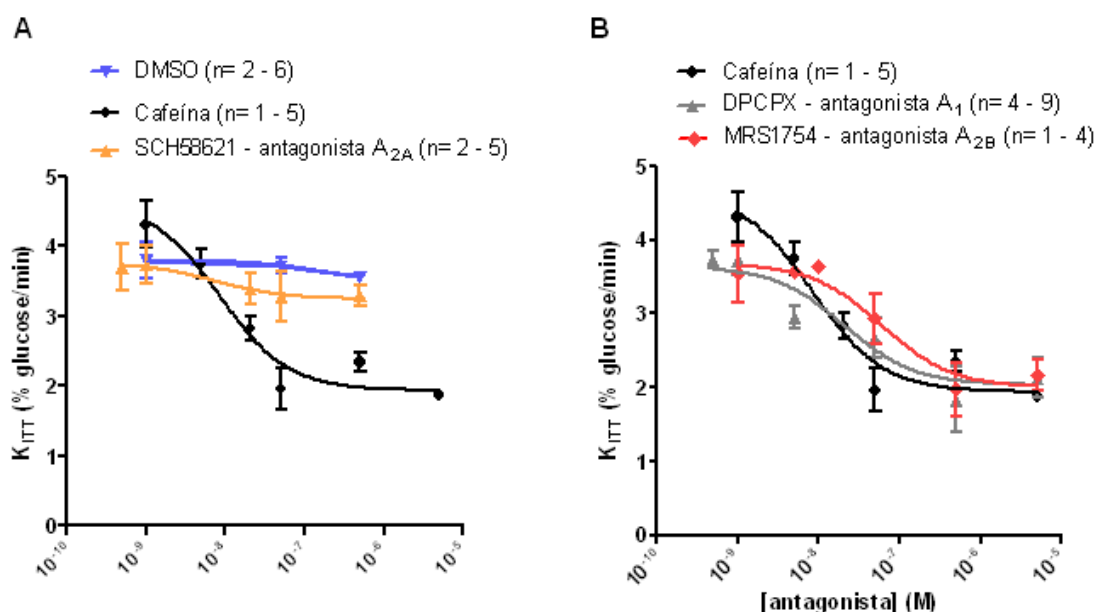 A
DMSO (n= 2 - 6)
Cafeína (n= 1 - 5)
SCH58621 - antagonista A2A (n= 2 - 5)
5
4
3
2
1
0
KITT (% glucose/min)
10-10
10-9
10-8
10-7
10-6
10-5
B
Cafeína (n= 1 - 5)
DPCPX - antagonista A1 (n= 4 - 9)
MRS1754 - antagonista A2B (n= 1 - 4)
5
4
3
2
1
0
KITT (% glucose/min)
10-10
10-9
10-8
10-7
10-6
10-5
[antagonista] (M)